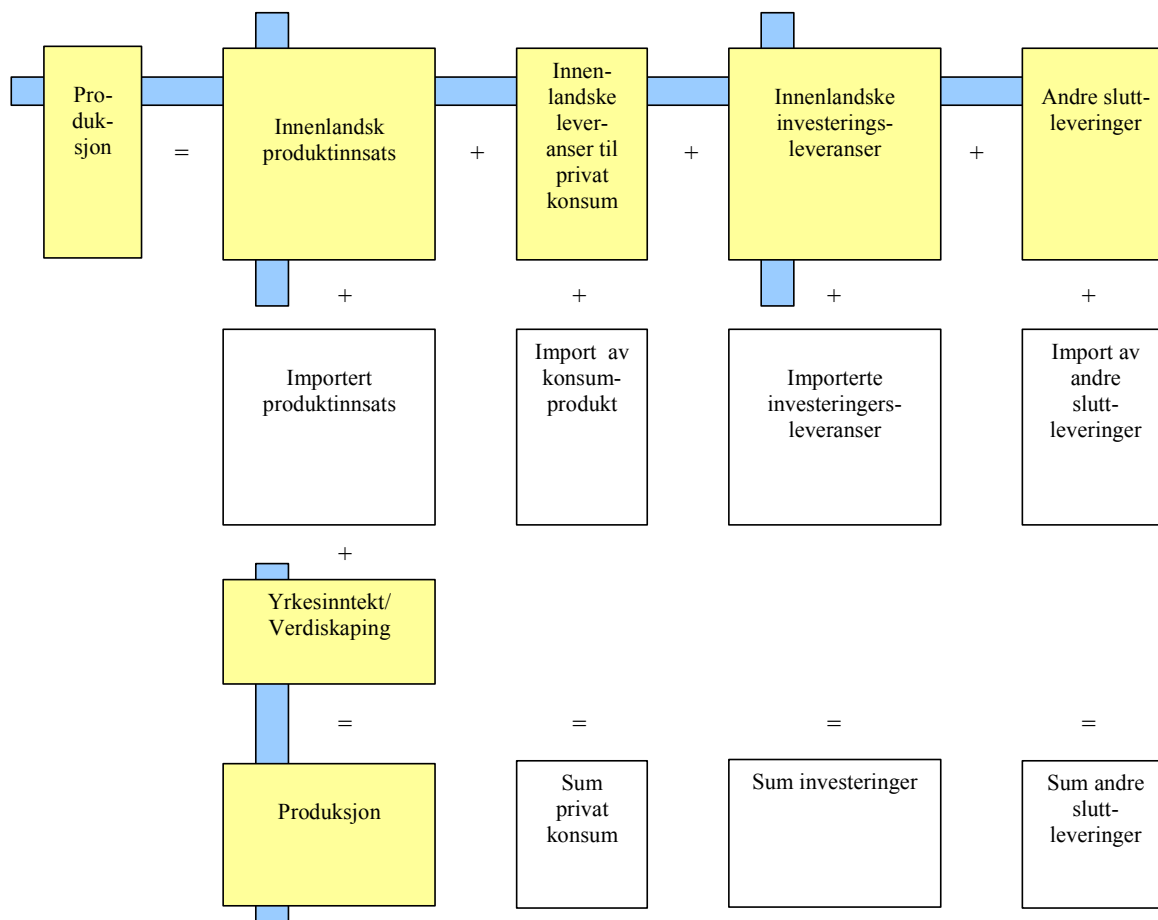 Pro-
duk-
sjon
=
Innenlandsk
produktinnsats
+
Innen-
landske
lever-
anser til
privat
konsum
+
Innenlandske
investerings-
leveranser
+
Andre slutt-
leveringer
+
+
+
+
Importert
produktinnsats
Import av
konsum-
produkt
Importerte
investeringers-
leveranser
Import av
andre
slutt-
leveringer
+
Yrkesinntekt/
Verdiskaping
=
=
=
=
Produksjon
Sum
privat
konsum
Sum investeringer
Sum andre
slutt-
leveringer